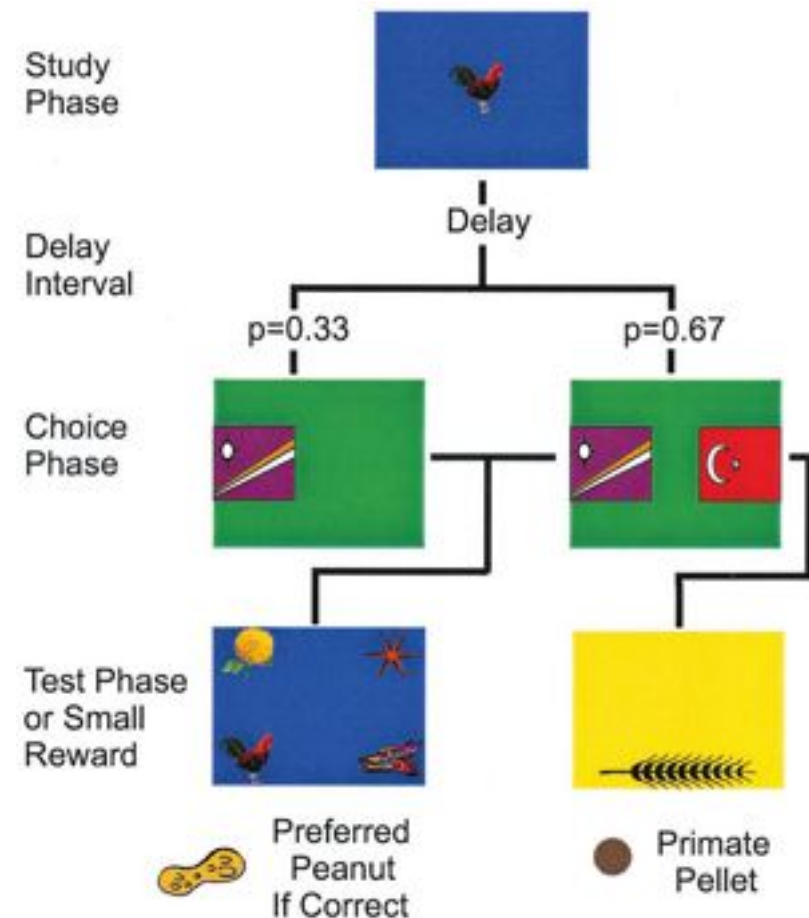 Study
Phase
Delay
Delay
Interval
p=0.33
p=0.67
Choice
Phase
Test Phase
or Small
Reward
Preferred
Peanut
If Correct
Primate
Pellet